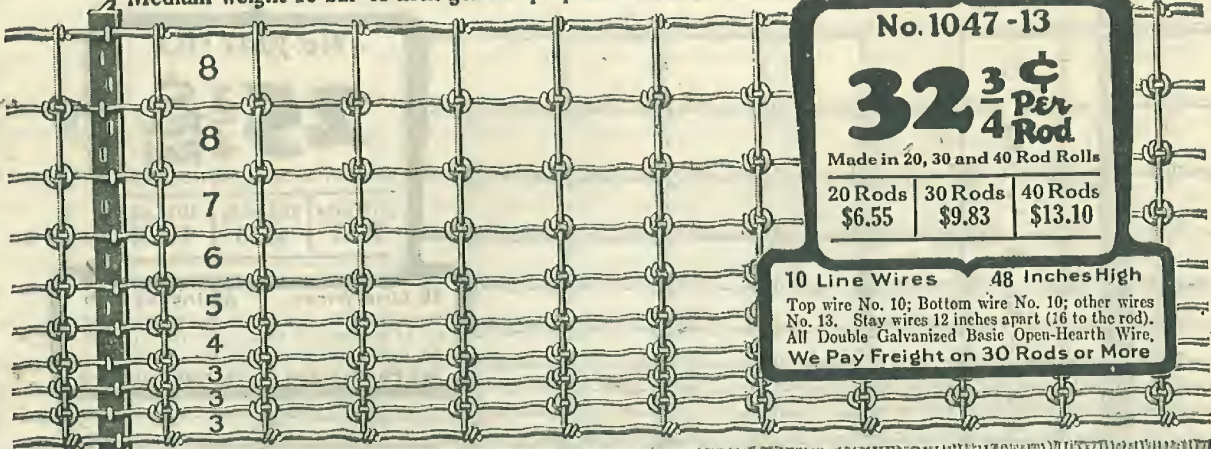 Medium weight
No. 1047-13
32 3/4 ¢ Per Rod
Made in 20, 30 and 40 Rod Rolls
20 Rods 30 Rods 40 Rods
$6.55 $9.83 $13.10
10 Line Wires 48 Inches High
Top wire No. 10; Bottom wire No. 10; other wires
No. 13. Stay wires 12 inches apart (16 to the rod).
All Double Galvanized Basic Open-Hearth Wire.
We Pay Freight on 30 Rods or More
8
8
7
6
5
4
3
3
3